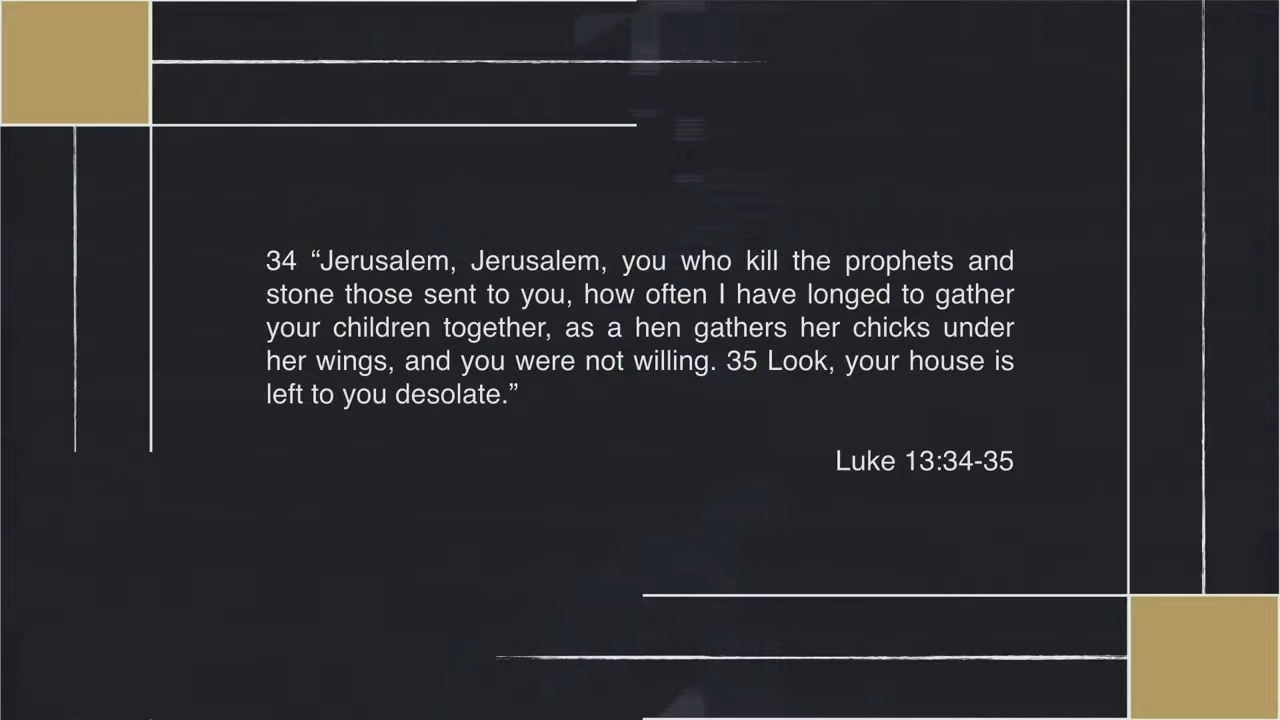 34 “Jerusalem, Jerusalem, you who kill the prophets and
stone those sent to you, how often I have longed to gather
your children together, as a hen gathers her chicks under
her wings, and you were not willing. 35 Look, your house is
left to you desolate.”
Luke 13:34-35